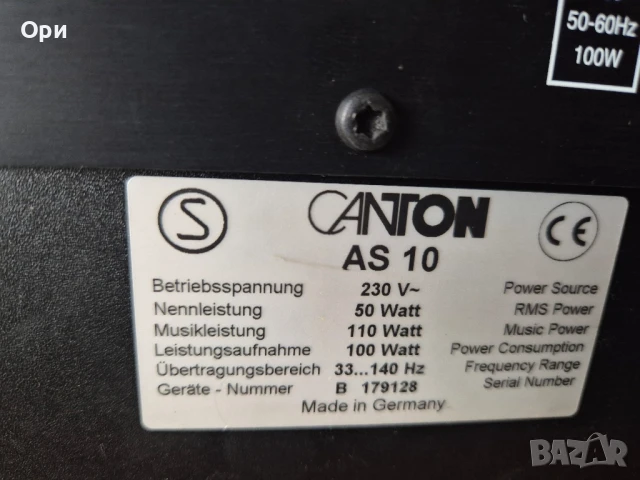 Ори
50-60Hz
100W
S
CANTON
CE
AS 10
Betriebsspannung 230 V~ Power Source
Nennleistung 50 Watt RMS Power
Musikleistung 110 Watt Music Power
Leistungsaufnahme 100 Watt Power Consumption
Übertragungsbereich 33...140 Hz Frequency Range
Geräte - Nummer B 179128 Serial Number
Made in Germany
BAZAR